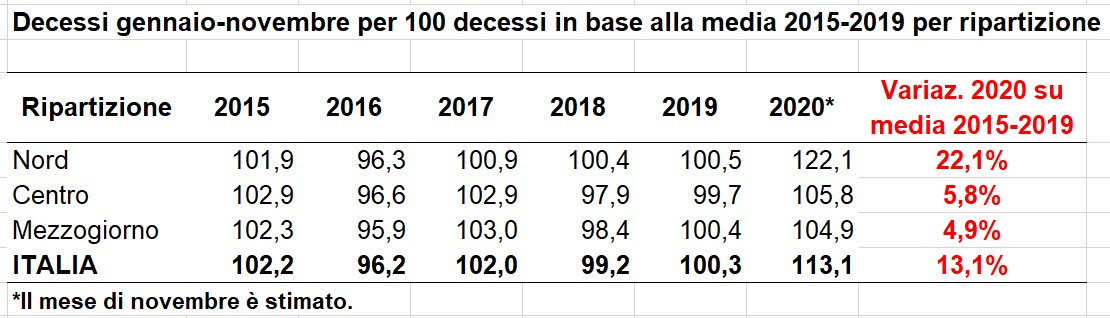 Decessi gennaio-novembre per 100 decessi in base alla media 2015-2019 per ripartizione
Ripartizione 2015 2016 2017 2018 2019 2020* Variaz. 2020 su media 2015-2019
Nord 101,9 96,3 100,9 100,4 100,5 122,1 22,1%
Centro 102,9 96,6 102,9 97,9 99,7 105,8 5,8%
Mezzogiorno 102,3 95,9 103,0 98,4 100,4 104,9 4,9%
ITALIA 102,2 96,2 102,0 99,2 100,3 113,1 13,1%
*Il mese di novembre è stimato.